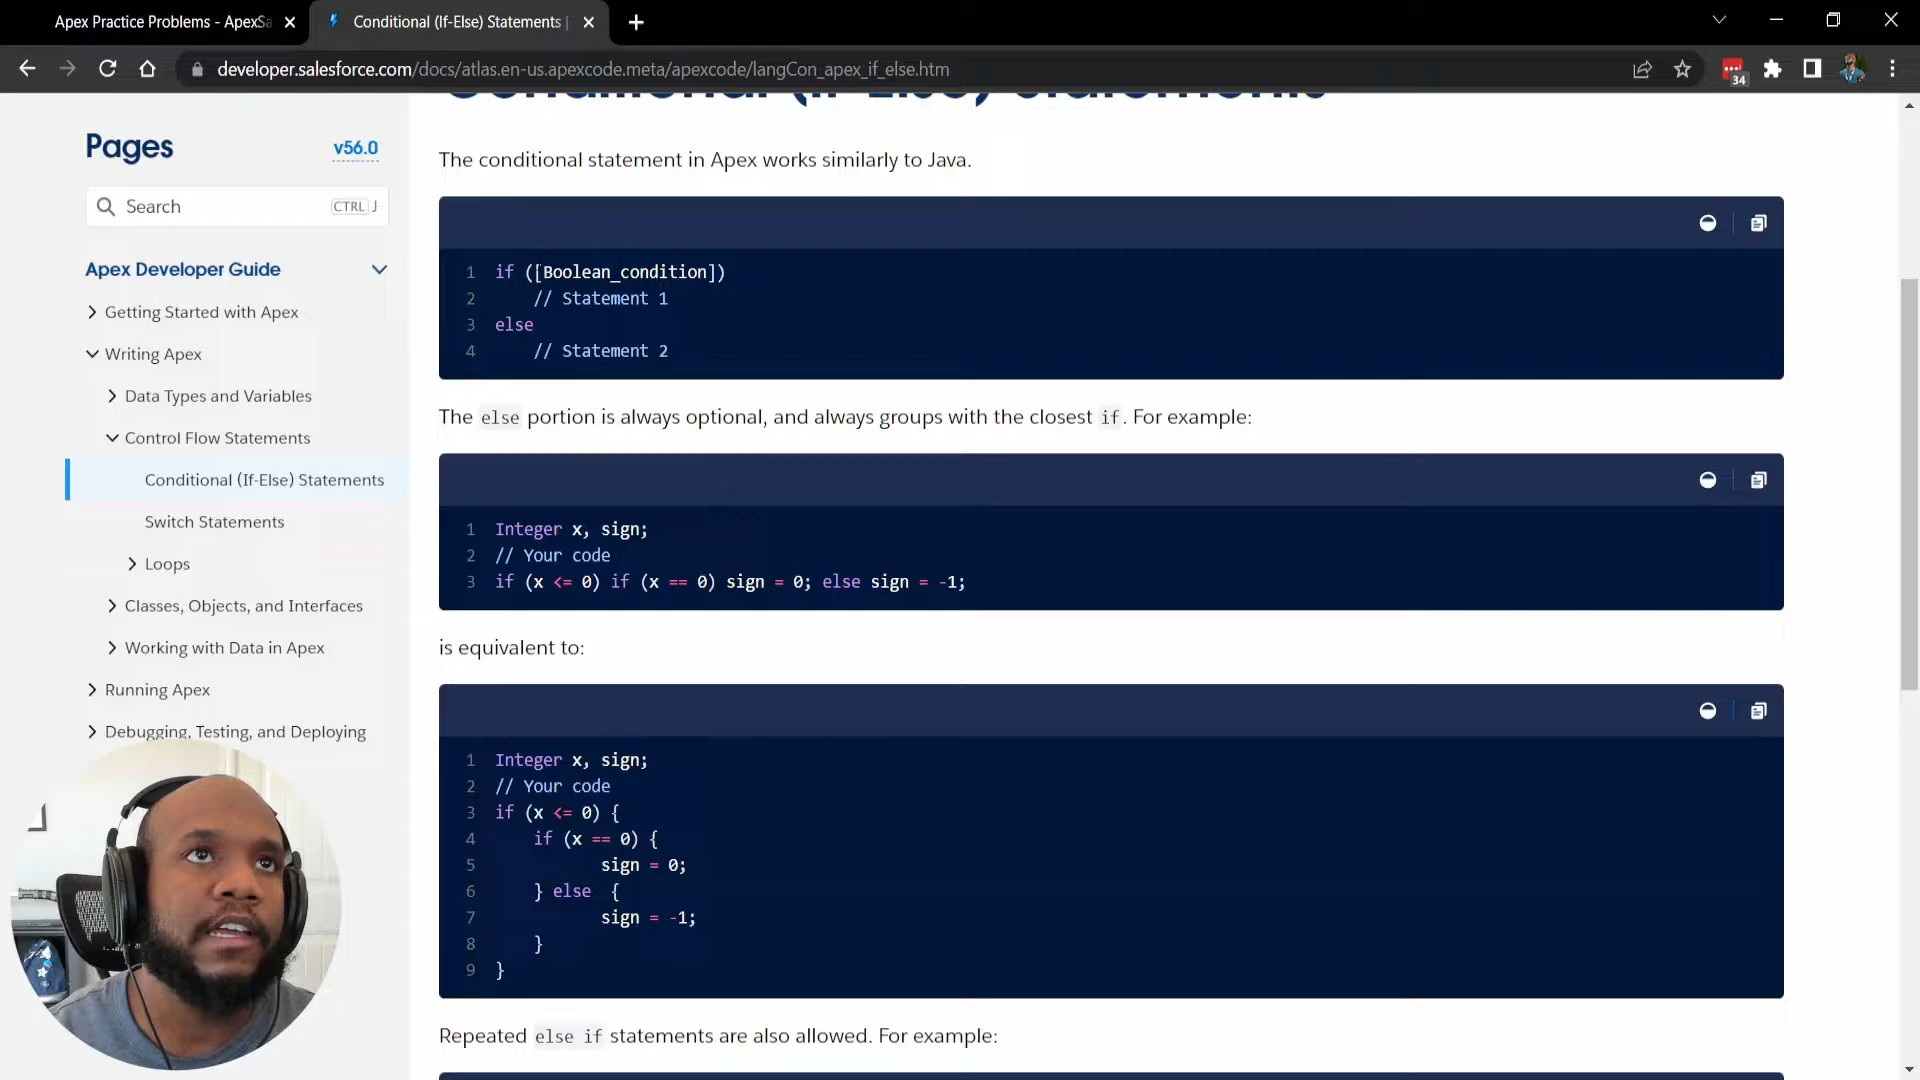 Apex Practice Problems - ApexSa
Conditional (If-Else) Statements |
developer.salesforce.com/docs/atlas.en-us.apexcode.meta/apexcode/langCon_apex_if_else.htm
34
Conditional (If-Else) Statements
Pages
v56.0
Search
CTRL J
Apex Developer Guide
Getting Started with Apex
Writing Apex
Data Types and Variables
Control Flow Statements
Conditional (If-Else) Statements
Switch Statements
Loops
Classes, Objects, and Interfaces
Working with Data in Apex
Running Apex
Debugging, Testing, and Deploying
The conditional statement in Apex works similarly to Java.
1 if ([Boolean_condition])
2 // Statement 1
3 else
4 // Statement 2
The else portion is always optional, and always groups with the closest if. For example:
1 Integer x, sign;
2 // Your code
3 if (x <= 0) if (x == 0) sign = 0; else sign = -1;
is equivalent to:
1 Integer x, sign;
2 // Your code
3 if (x <= 0) {
4 if (x == 0) {
5 sign = 0;
6 } else {
7 sign = -1;
8 }
9 }
Repeated else if statements are also allowed. For example: